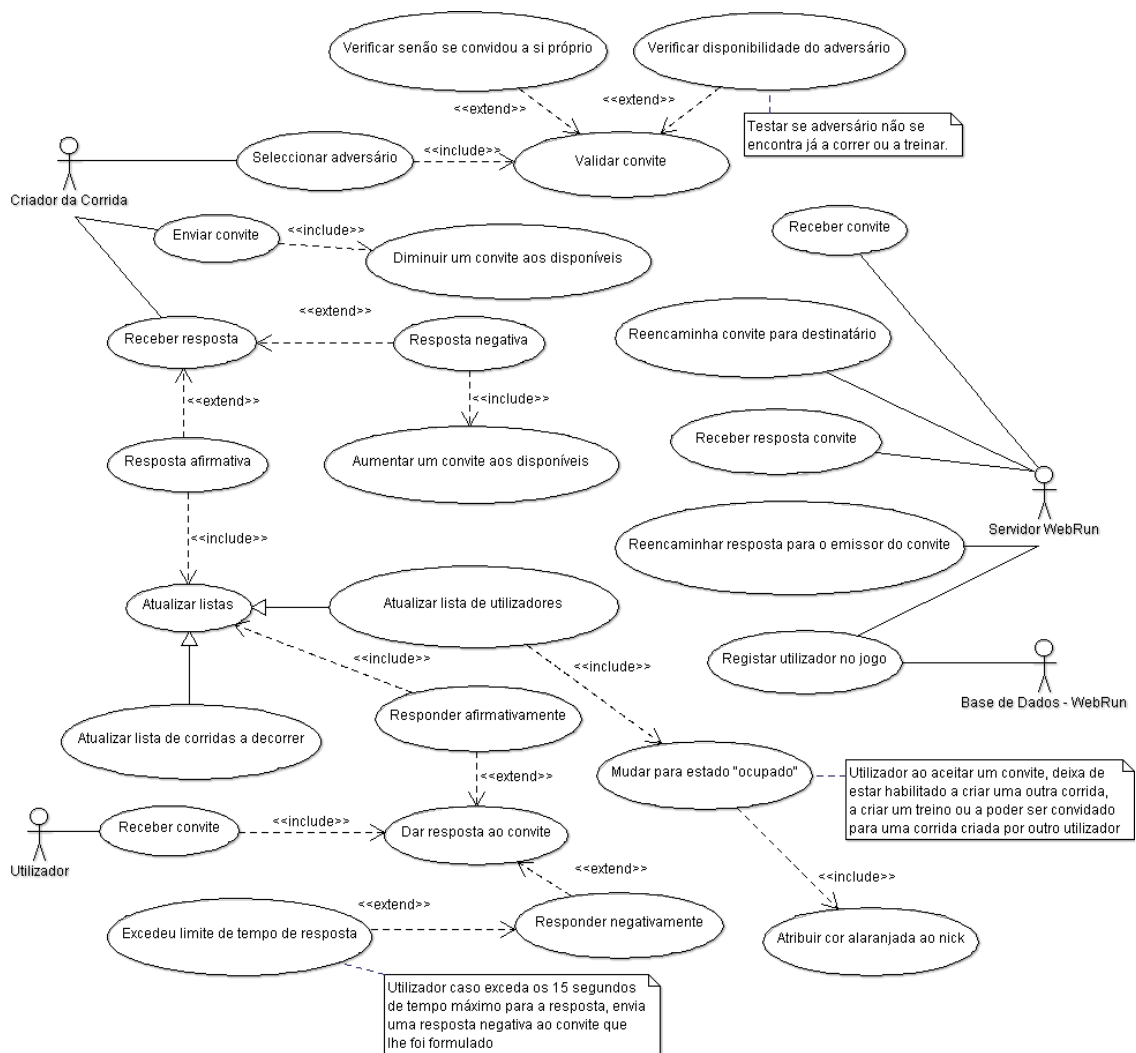 Verificar senão se convidou a si próprio
Verificar disponibilidade do adversário
<<extend>>
<<extend>>
Testar se adversário não se
encontra já a correr ou a treinar.
Seleccionar adversário
<<include>>
Validar convite
Criador da Corrida
Enviar convite
<<include>>
Diminuir um convite aos disponíveis
Receber convite
<<extend>>
Receber resposta
Resposta negativa
Reencaminha convite para destinatário
<<extend>>
<<include>>
Resposta afirmativa
Aumentar um convite aos disponíveis
Receber resposta convite
Servidor WebRun
<<include>>
Reencaminhar resposta para o emissor do convite
Atualizar listas
Atualizar lista de utilizadores
<<include>>
<<include>>
Registar utilizador no jogo
Base de Dados - WebRun
Responder afirmativamente
Atualizar lista de corridas a decorrer
<<extend>>
Mudar para estado "ocupado"
Utilizador ao aceitar um convite, deixa de
estar habilitado a criar uma outra corrida,
a criar um treino ou a poder ser convidado
para uma corrida criada por outro utilizador
Receber convite
<<include>>
Dar resposta ao convite
Utilizador
<<extend>>
<<include>>
<<extend>>
Excedeu limite de tempo de resposta
Responder negativamente
Atribuir cor alaranjada ao nick
Utilizador caso exceda os 15 segundos
de tempo máximo para a resposta, envia
uma resposta negativa ao convite que
lhe foi formulado